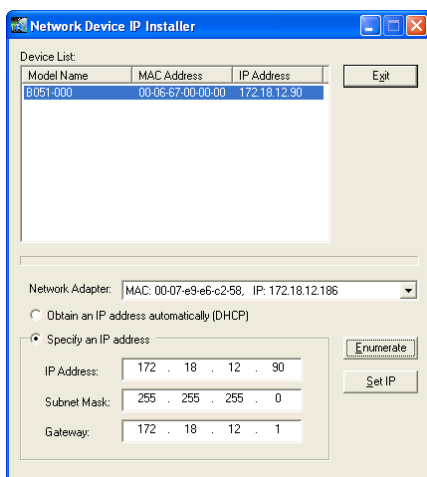 Network Device IP Installer
Device List:
Model Name MAC Address IP Address
B051-000 00-06-67-00-00-00 172.18.12.90
Exit
Network Adapter: MAC: 00-07-e9-e6-c2-58, IP: 172.18.12.186
Obtain an IP address automatically (DHCP)
Specify an IP address
IP Address: 172 . 18 . 12 . 90
Subnet Mask: 255 . 255 . 255 . 0
Gateway: 172 . 18 . 12 . 1
Enumerate
Set IP